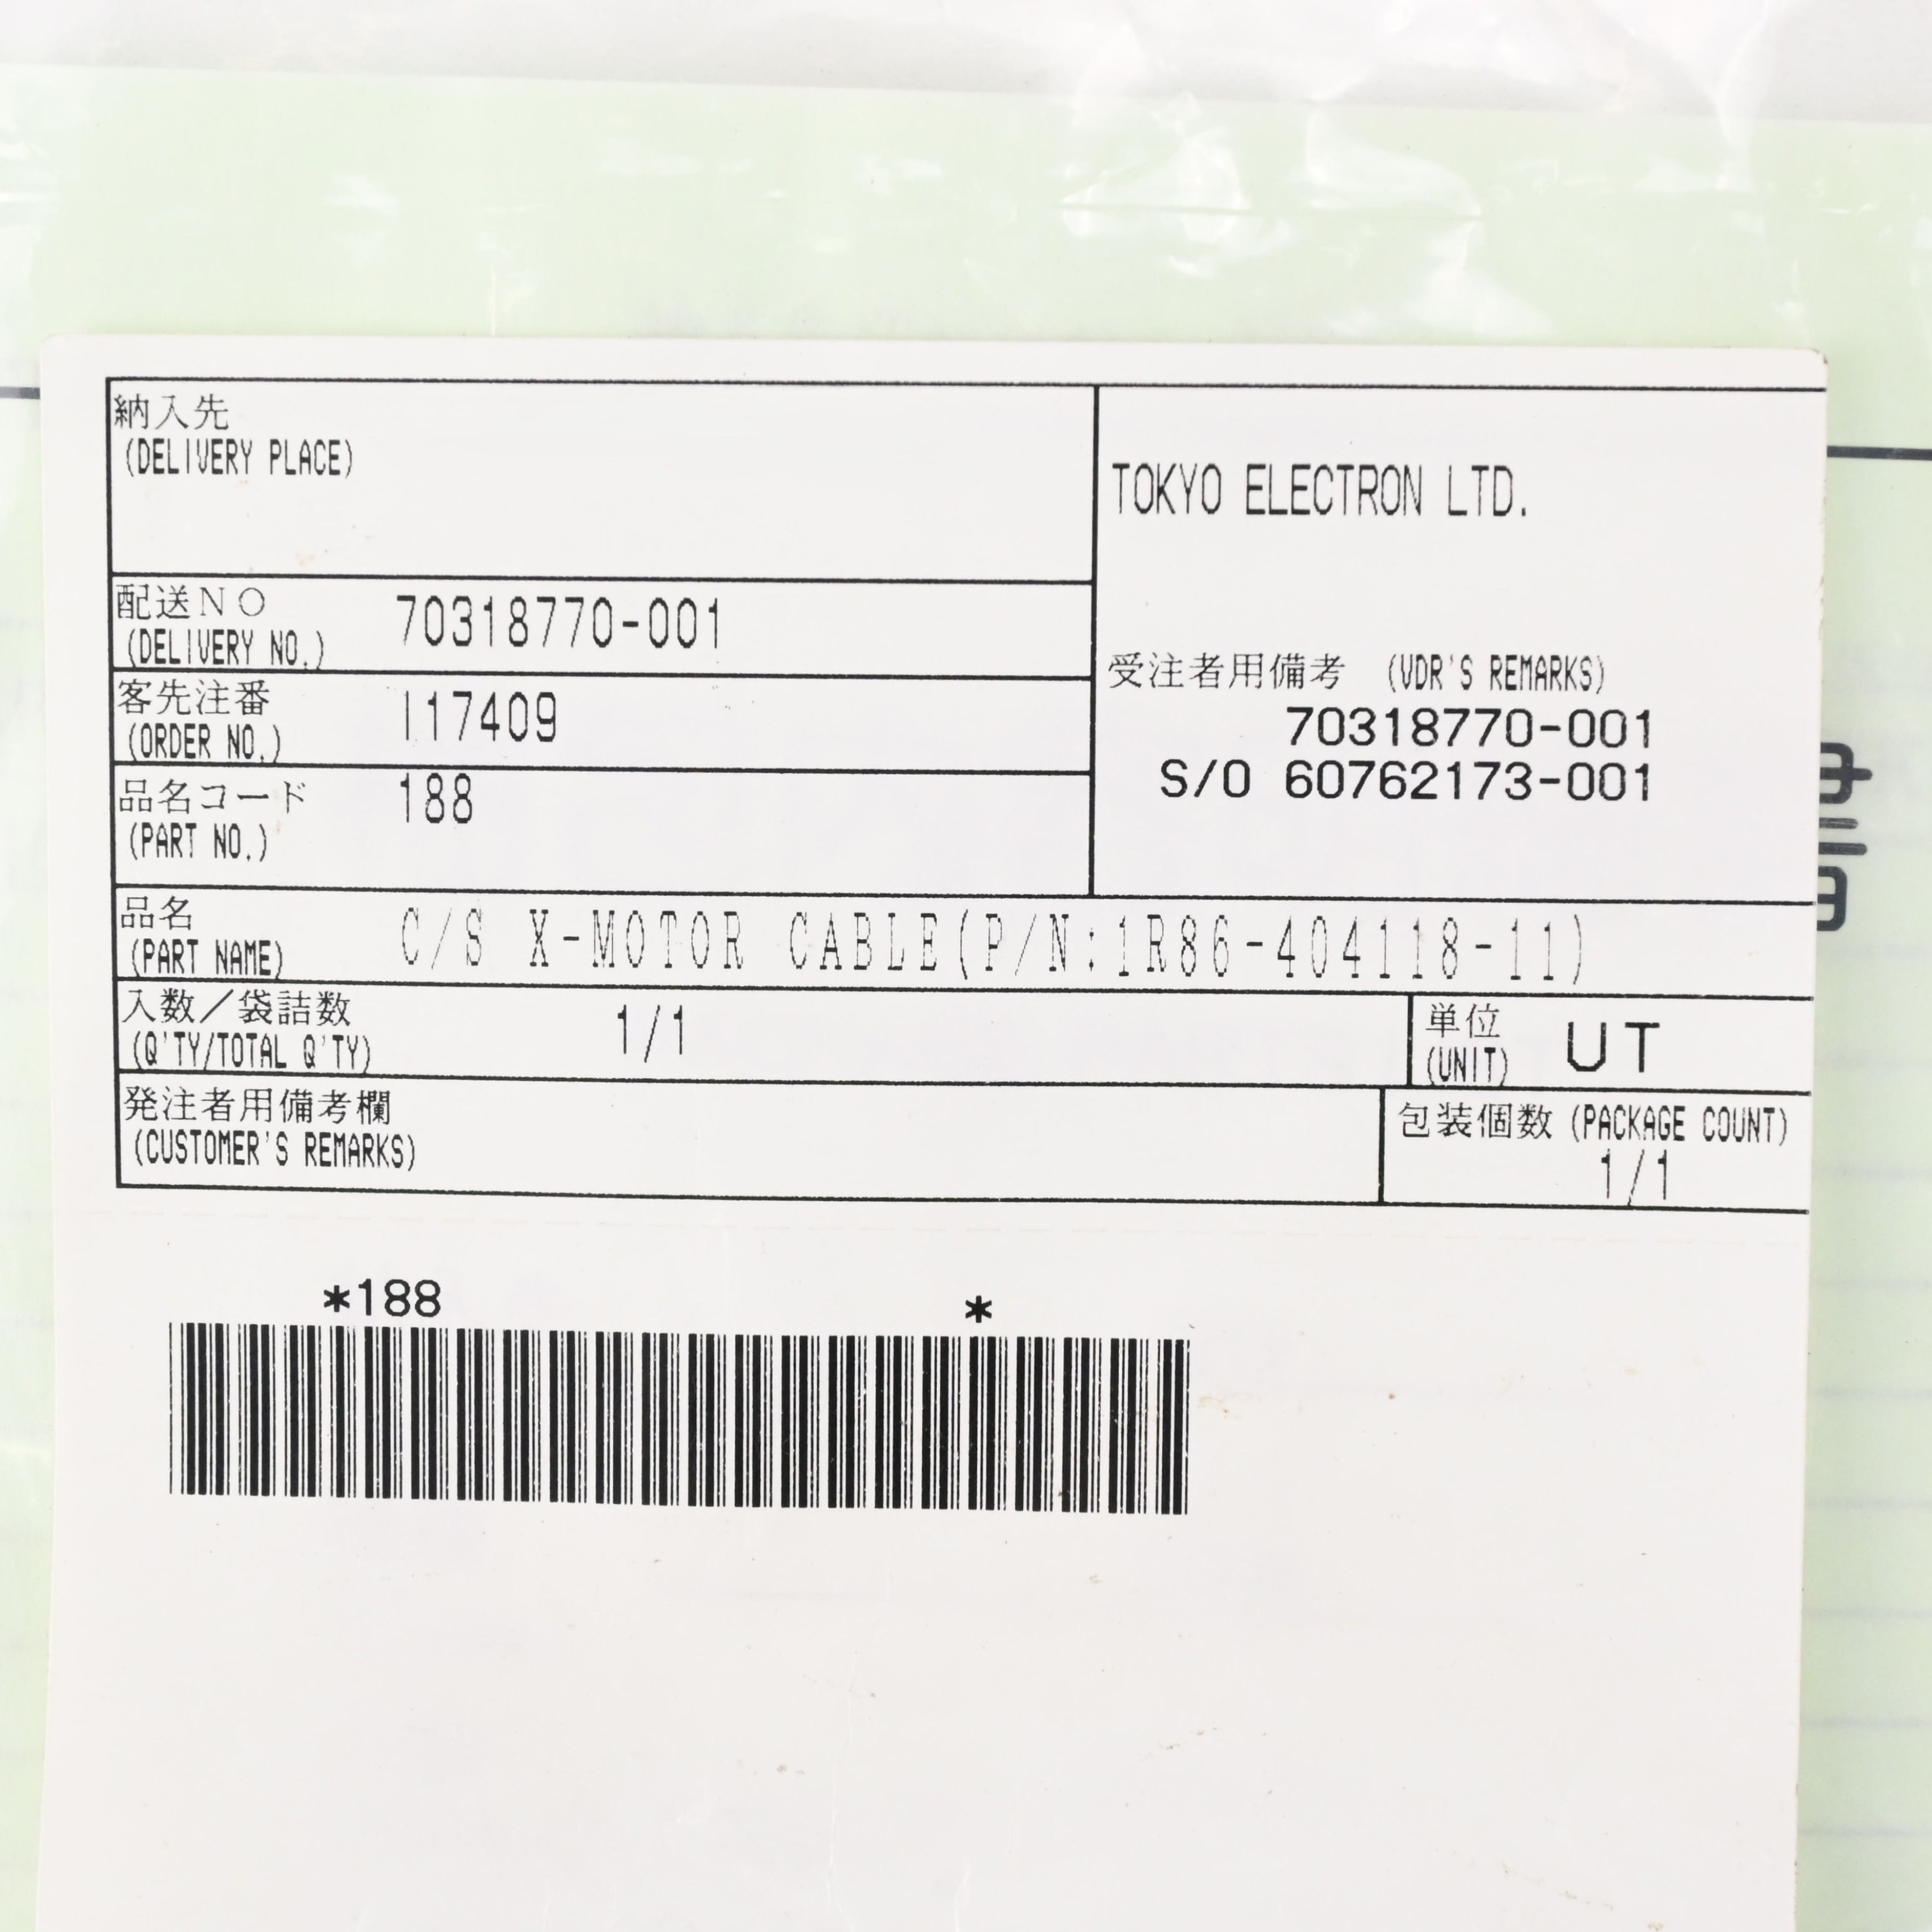 納入先
(DELIVERY PLACE)
TOKYO ELECTRON LTD.
配送NO
(DELIVERY NO.)
70318770-001
客先注番
(ORDER NO.)
I17409
品名コード
(PART NO.)
188
受注者用備考 (VDR'S REMARKS)
70318770-001
S/O 60762173-001
品名
(PART NAME)
C/S X-MOTOR CABLE(P/N:1R86-404118-11)
入数／袋詰数
(Q'TY/TOTAL Q'TY)
1/1
単位
(UNIT)
UT
発注者用備考欄
(CUSTOMER'S REMARKS)
包装個数 (PACKAGE COUNT)
1/1
*188 *